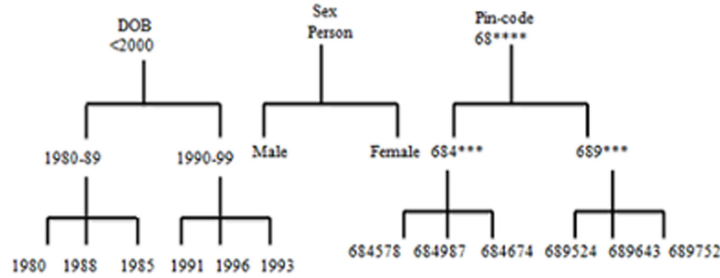 DOB
<2000
Sex
Person
Pin-code
68****
1980-89
1990-99
Male
Female
684***
689***
1980 1988 1985
1991 1996 1993
684578 684987 684674
689524 689643 689752